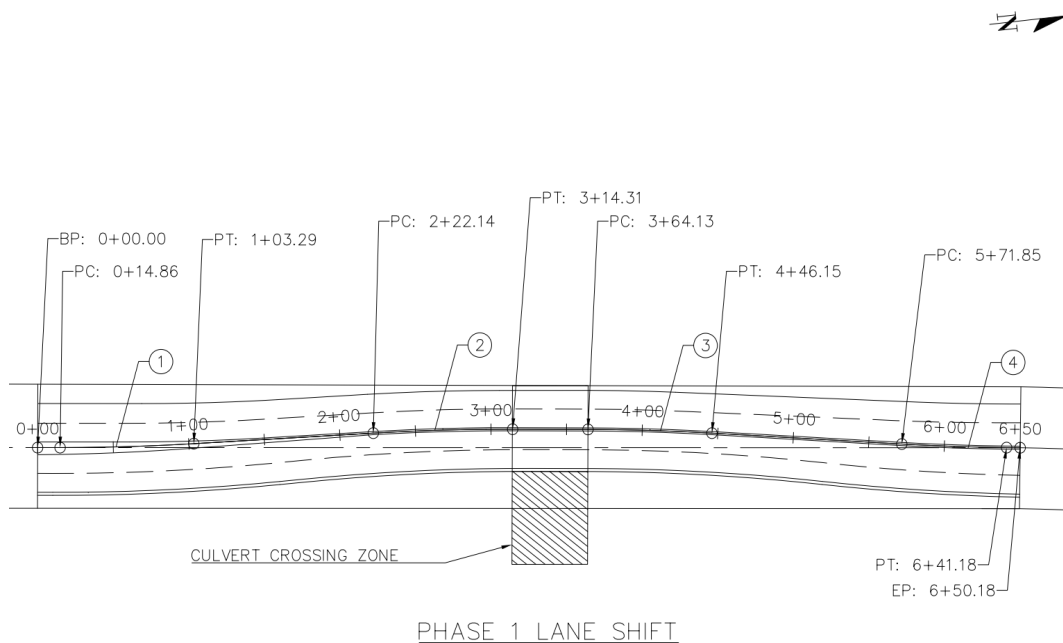 N
PT: 3+14.31
PC: 2+22.14
PC: 3+64.13
BP: 0+00.00
PT: 1+03.29
PC: 5+71.85
PC: 0+14.86
PT: 4+46.15
1
2
3
4
0+00
1+00
2+00
3+00
4+00
5+00
6+00
6+50
CULVERT CROSSING ZONE
PT: 6+41.18
EP: 6+50.18
PHASE 1 LANE SHIFT